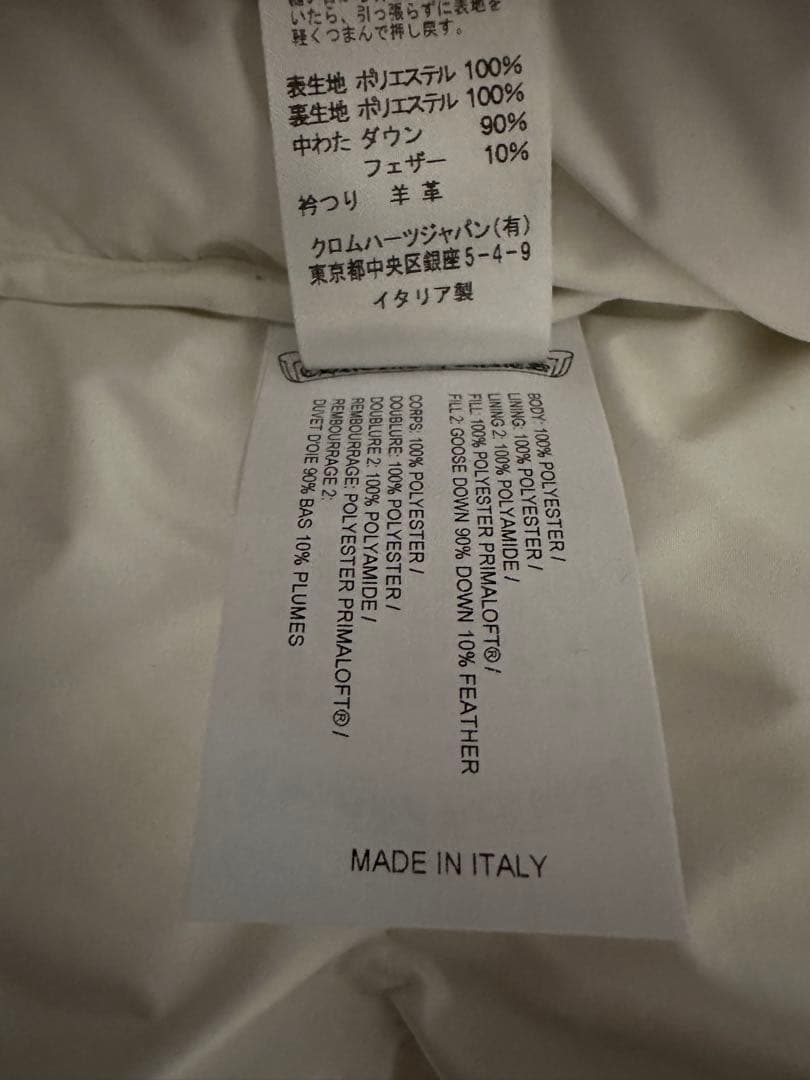 いたら、引っ張らずに表地を
軽くつまんで押し戻す。
表生地 ポリエステル 100%
裏生地 ポリエステル 100%
中わた ダウン 90%
フェザー 10%
衿つり 羊革
クロムハーツジャパン(有)
東京都中央区銀座5-4-9
イタリア製
BODY: 100% POLYESTER /
LINING: 100% POLYESTER /
LINING 2: 100% POLYAMIDE /
FILL: 100% POLYESTER PRIMALOFT® /
FILL 2: GOOSE DOWN 90% DOWN 10% FEATHER
CORPS: 100% POLYESTER /
DOUBLURE: 100% POLYESTER /
DOUBLURE 2: 100% POLYAMIDE /
REMBOURRAGE: POLYESTER PRIMALOFT® /
REMBOURRAGE 2:
DUVET D'OIE 90% BAS 10% PLUMES
MADE IN ITALY